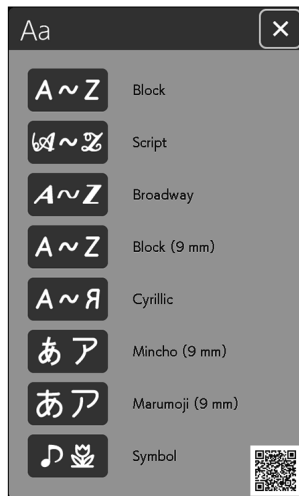 Aa
A~Z Block
A~Z Script
A~Z Broadway
A~Z Block (9 mm)
A~Я Cyrillic
あ ア Mincho (9 mm)
あ ア Marumoji (9 mm)
Symbol